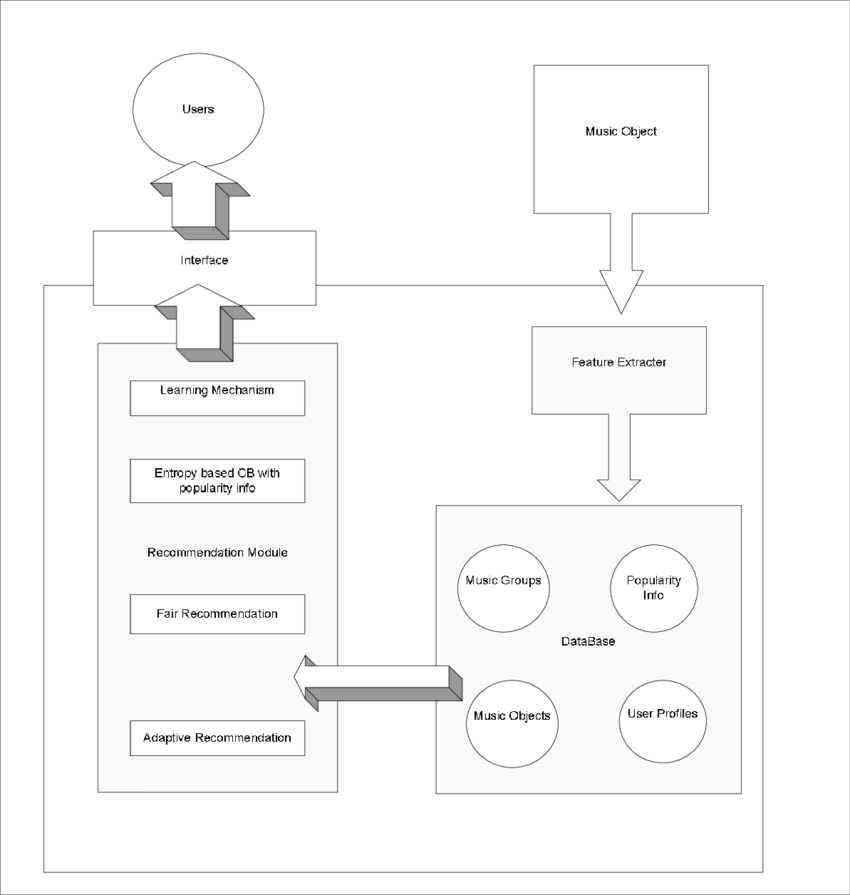 Users
Music Object
Interface
Feature Extracter
Learning Mechanism
Entropy based CB with
popularity info
Recommendation Module
Fair Recommendation
Adaptive Recommendation
Music Groups
Popularity
Info
DataBase
Music Objects
User Profiles